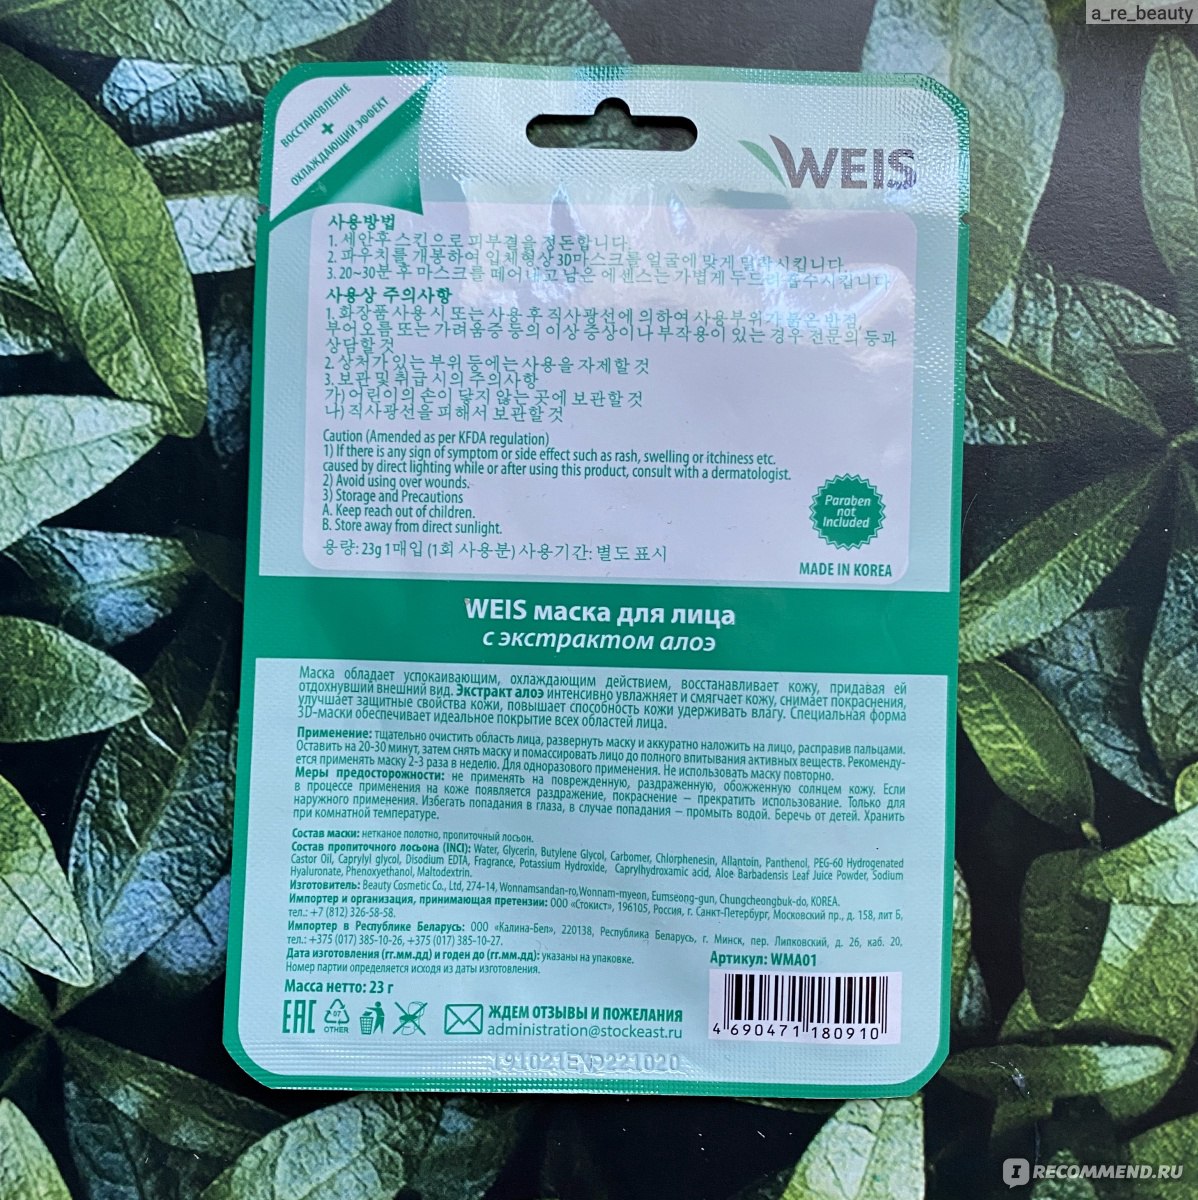 a_re_beauty
ВОССТАНОВЛЕНИЕ
+
ОХЛАЖДАЮЩИЙ ЭФФЕКТ
WEIS
사용방법
1. 세안후 스킨으로 피부결을 정돈합니다.
2. 파우치를 개봉하여 입체형상 3D마스크를 얼굴에 맞게 밀착시킵니다.
3. 20~30분 후 마스크를 떼어내고 남은 에센스는 가볍게 두드려 흡수시킵니다
사용상 주의사항
1. 화장품 사용 시 또는 사용 후 직사광선에 의하여 사용부위가 붉은 반점,
부어오름 또는 가려움증 등의 이상 증상이나 부작용이 있는 경우 전문의 등과
상담할 것
2. 상처가 있는 부위 등에는 사용을 자제할 것
3. 보관 및 취급 시의 주의사항
가) 어린이의 손이 닿지 않는 곳에 보관할 것
나) 직사광선을 피해서 보관할 것
Caution (Amended as per KFDA regulation)
1) If there is any sign of symptom or side effect such as rash, swelling or itchiness etc.
caused by direct lighting while or after using this product, consult with a dermatologist.
2) Avoid using over wounds.
3) Storage and Precautions
A. Keep reach out of children.
B. Store away from direct sunlight.
용량: 23g 1매입 (1회 사용분) 사용기간: 별도 표시
Paraben
not
Included
MADE IN KOREA
WEIS маска для лица
с экстрактом алоэ
Маска обладает успокаивающим, охлаждающим действием, восстанавливает кожу, придавая ей
отдохнувший внешний вид. Экстракт алоэ интенсивно увлажняет и смягчает кожу, снимает покраснения,
улучшает защитные свойства кожи, повышает способность кожи удерживать влагу. Специальная форма
3D-маски обеспечивает идеальное покрытие всех областей лица.
Применение: тщательно очистить область лица, развернуть маску и аккуратно наложить на лицо, расправив пальцами.
Оставить на 20-30 минут, затем снять маску и помассировать лицо до полного впитывания активных веществ. Рекоменду-
ется применять маску 2-3 раза в неделю. Для одноразового применения. Не использовать маску повторно.
Меры предосторожности: не применять на поврежденную, раздраженную, обожженную солнцем кожу. Если
в процессе применения на коже появляется раздражение, покраснение – прекратить использование. Только для
наружного применения. Избегать попадания в глаза, в случае попадания – промыть водой. Беречь от детей. Хранить
при комнатной температуре.
Состав маски: нетканое полотно, пропиточный лосьон.
Состав пропиточного лосьона (INCI): Water, Glycerin, Butylene Glycol, Carbomer, Chlorphenesin, Allantoin, Panthenol, PEG-60 Hydrogenated
Castor Oil, Caprylyl glycol, Disodium EDTA, Fragrance, Potassium Hydroxide, Caprylhydroxamic acid, Aloe Barbadensis Leaf Juice Powder, Sodium
Hyaluronate, Phenoxyethanol, Maltodextrin.
Изготовитель: Beauty Cosmetic Co., Ltd, 274-14, Wonnamsandan-ro,Wonnam-myeon, Eumseong-gun, Chungcheongbuk-do, KOREA.
Импортер и организация, принимающая претензии: ООО «Стокист», 196105, Россия, г. Санкт-Петербург, Московский пр., д. 158, лит Б,
тел.: +7 (812) 326-58-58.
Импортер в Республике Беларусь: ООО «Калина-Бел», 220138, Республика Беларусь, г. Минск, пер. Липковский, д. 26, каб. 20,
тел.: +375 (017) 385-10-26, +375 (017) 385-10-27.
Дата изготовления (гг.мм.дд) и годен до (гг.мм.дд): указаны на упаковке.
Номер партии определяется исходя из даты изготовления.
Масса нетто: 23 г
Артикул: WMA01
EAC
07
OTHER
ЖДЕМ ОТЗЫВЫ И ПОЖЕЛАНИЯ
administration@stockeast.ru
4 690471 180910
191021EXP221020
IRECOMMEND.RU